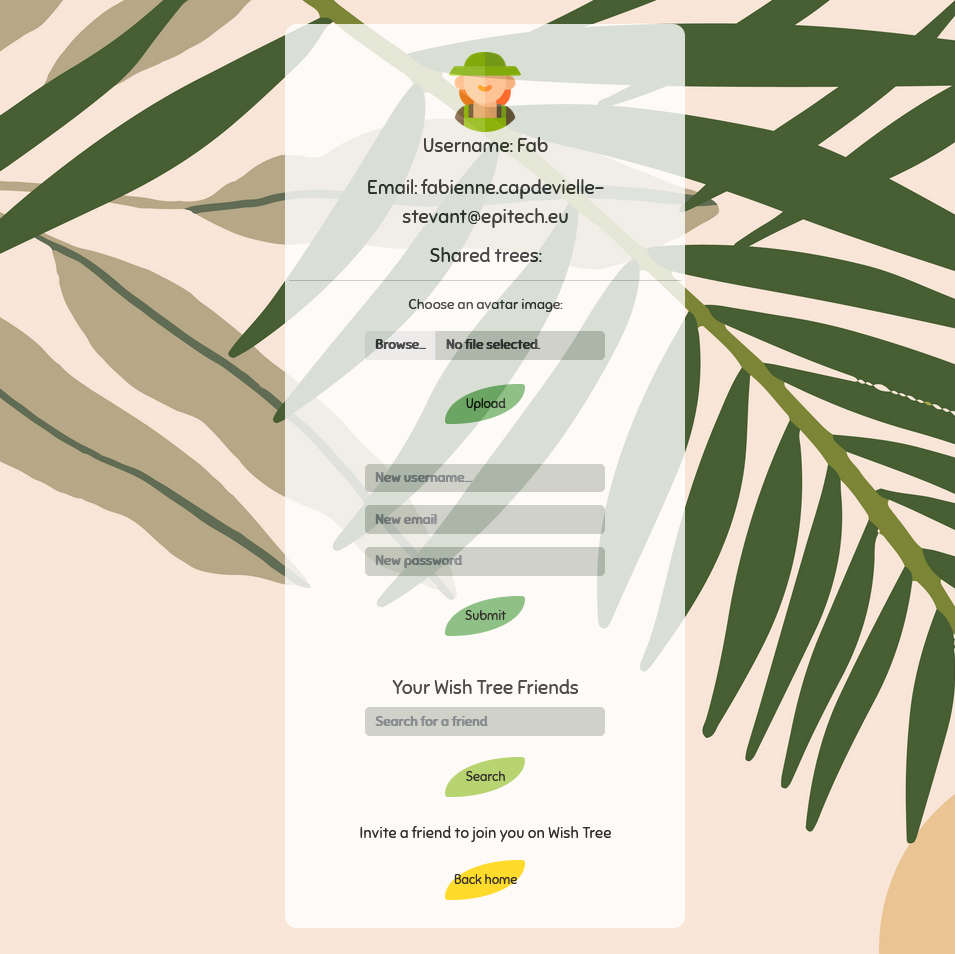 Username: Fab
Email: fabienne.capdevielle-
stevant@epitech.eu
Shared trees:
Choose an avatar image:
Browse... No file selected.
Upload
New username...
New email
New password
Submit
Your Wish Tree Friends
Search for a friend
Search
Invite a friend to join you on Wish Tree
Back home